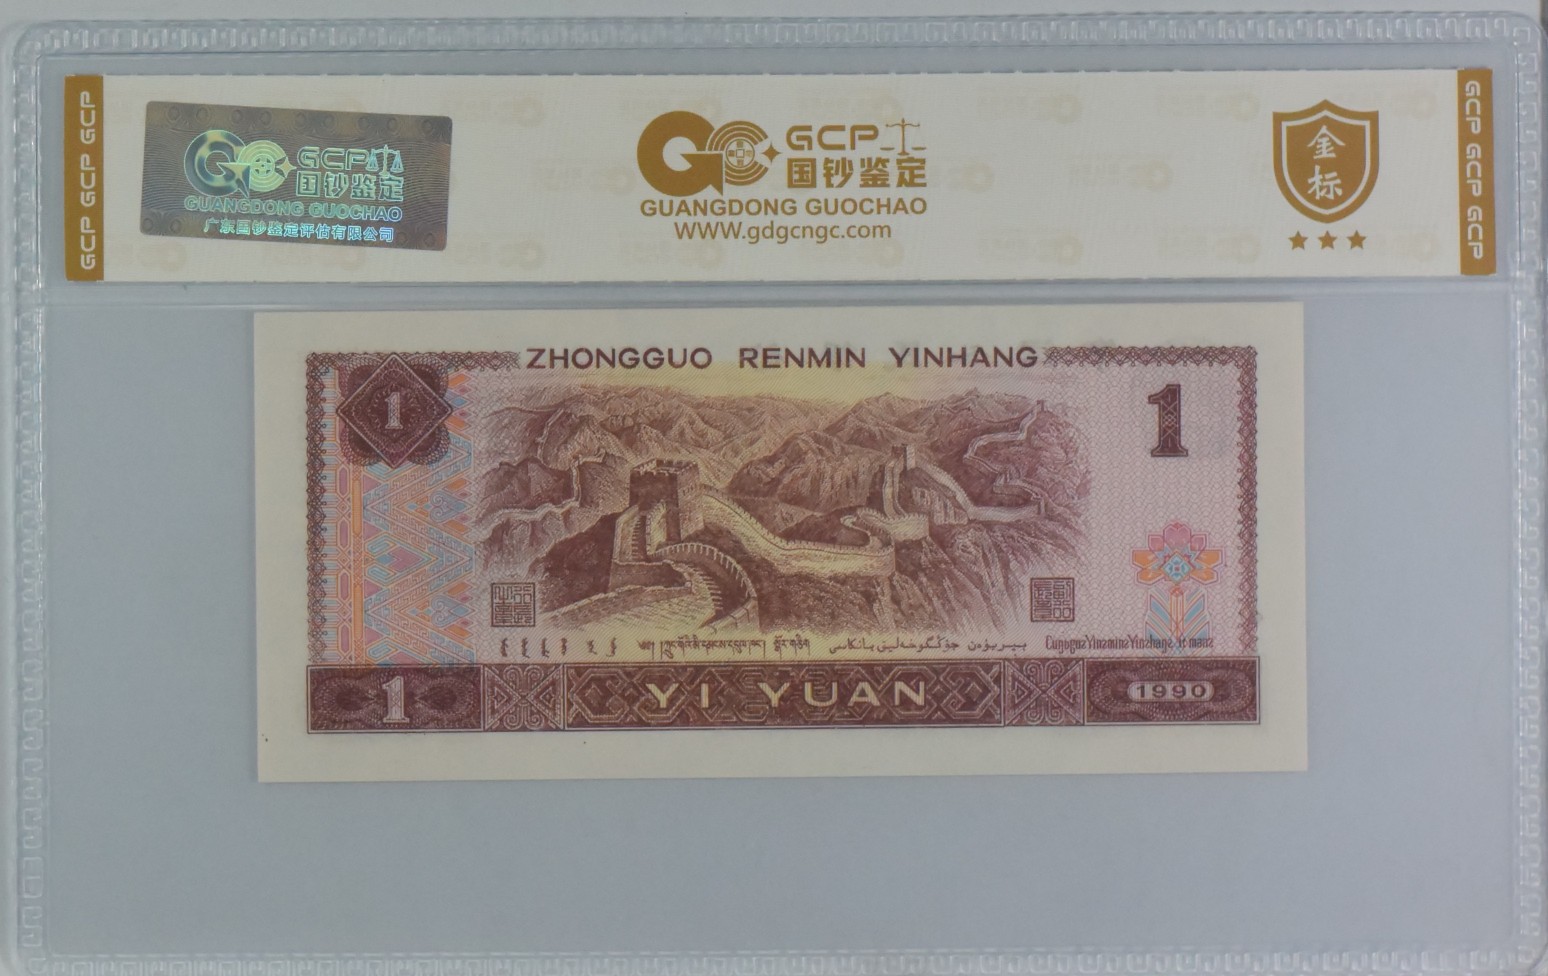 GCP GCP GCP
GCP
国钞鉴定
GUANGDONG GUOCHAO
广东国钞鉴定评估有限公司
GCP
国钞鉴定
GUANGDONG GUOCHAO
WWW.gdgcngc.com
金
标
GCP GCP GCP
ZHONGGUO RENMIN YINHANG
1
1
1
YI YUAN
1990